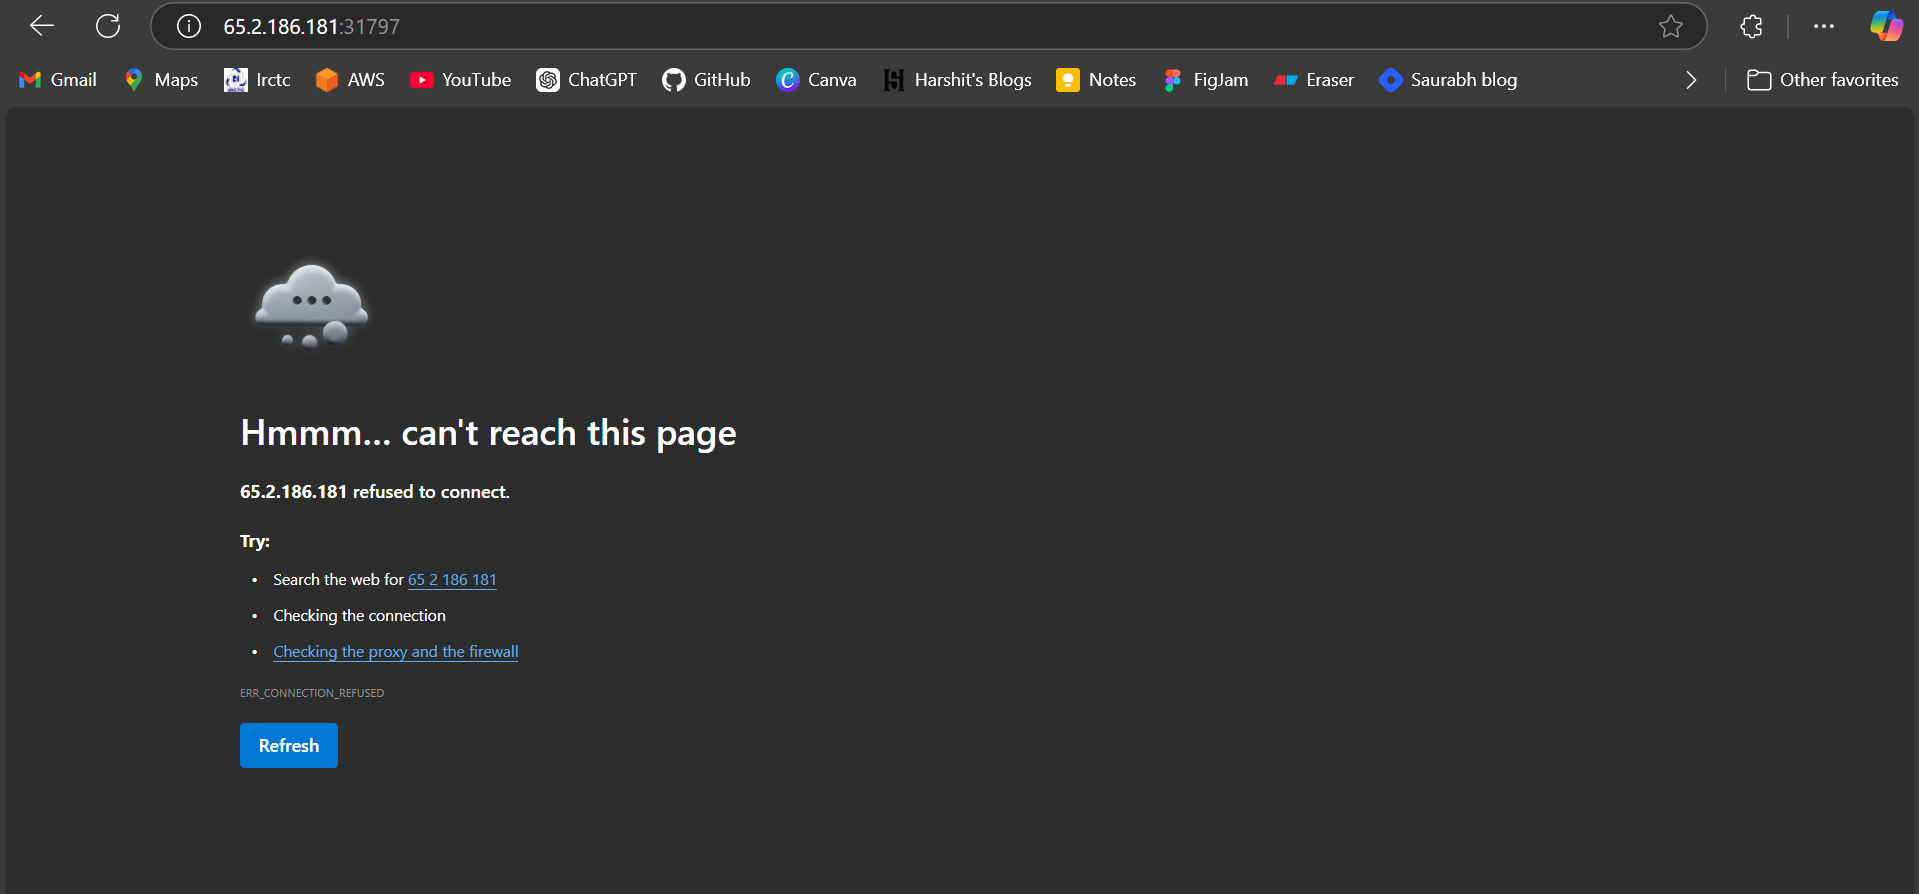 65.2.186.181:31797
Gmail Maps Irctc AWS YouTube ChatGPT GitHub Canva Harshit's Blogs Notes FigJam Eraser Saurabh blog Other favorites
Hmmm... can't reach this page
65.2.186.181 refused to connect.
Try:
• Search the web for 65 2 186 181
• Checking the connection
• Checking the proxy and the firewall
ERR_CONNECTION_REFUSED
Refresh